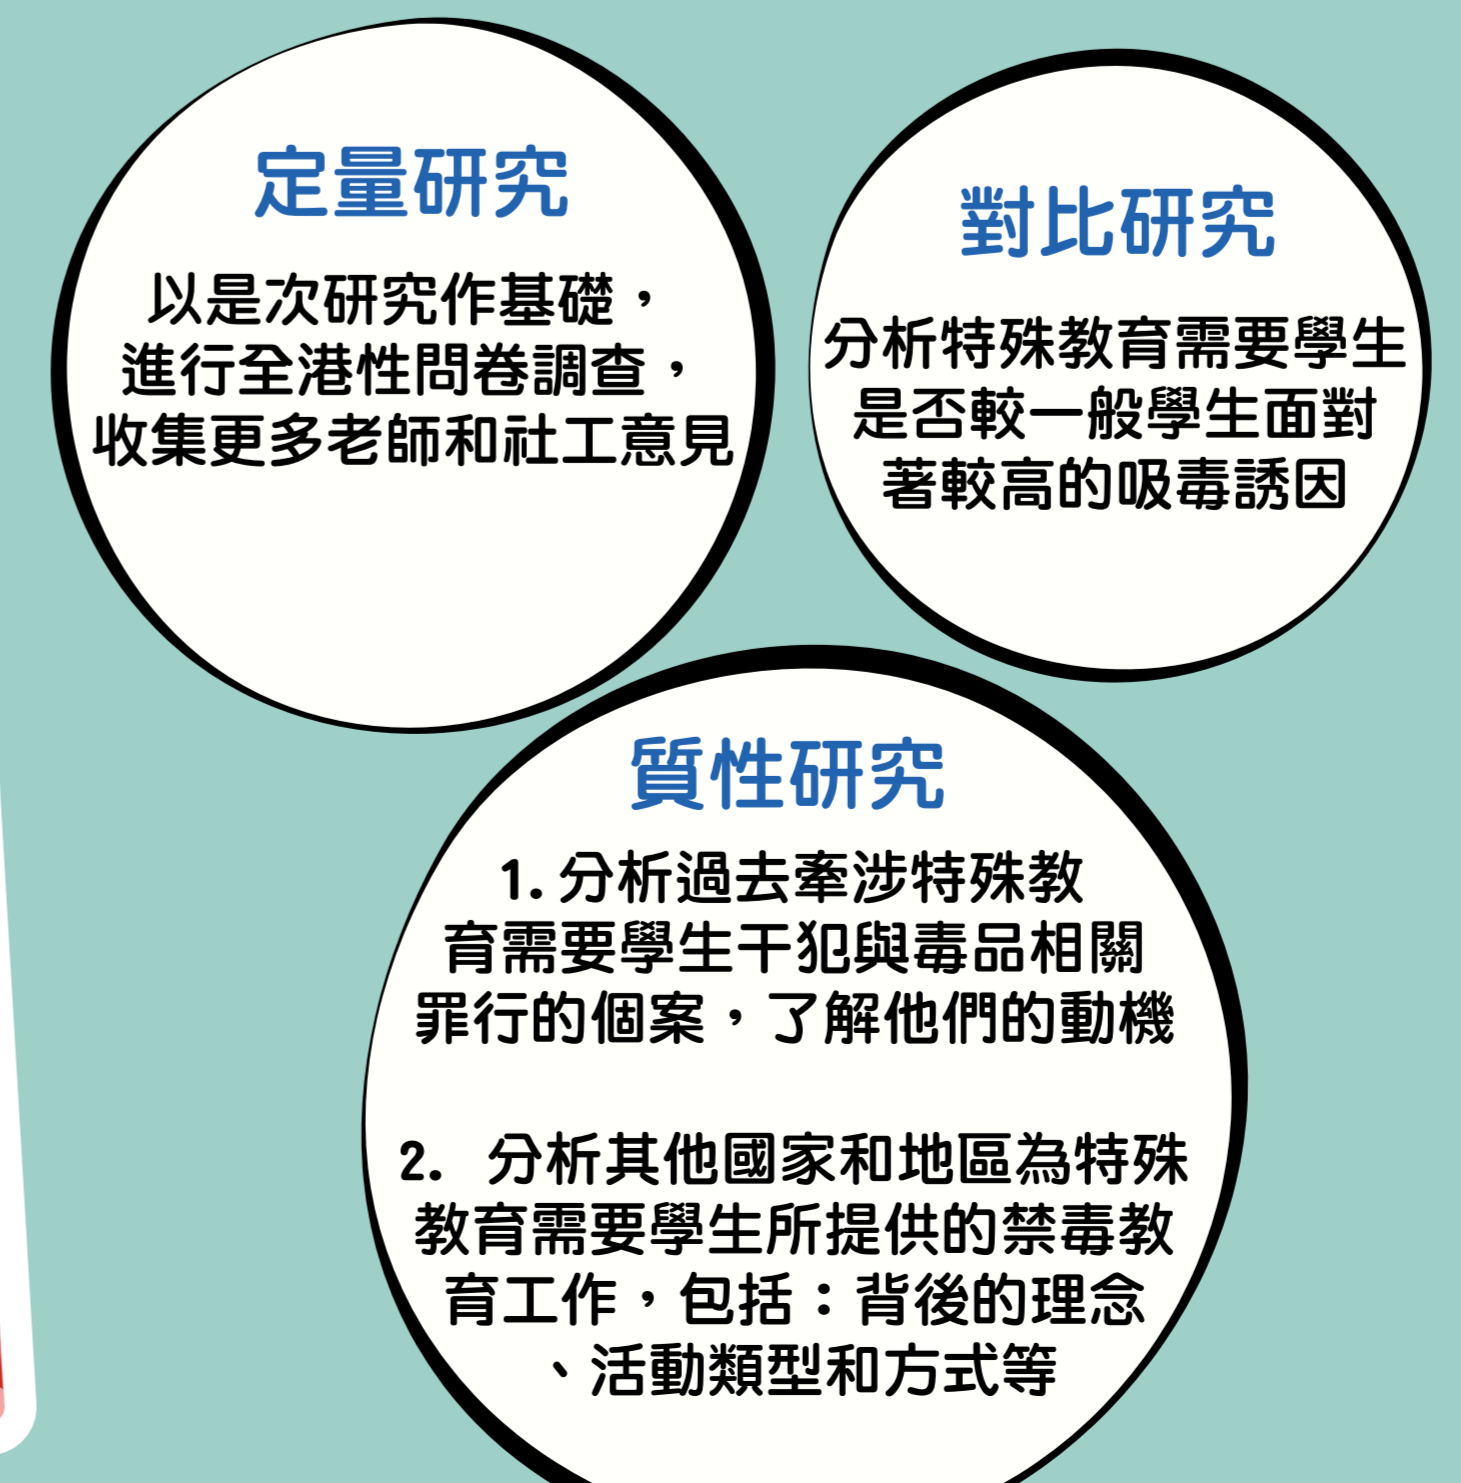 定量研究
以是次研究作基礎，
進行全港性問卷調查，
收集更多老師和社工意見
對比研究
分析特殊教育需要學生
是否較一般學生面對
著較高的吸毒誘因
質性研究
1. 分析過去牽涉特殊教
育需要學生干犯與毒品相關
罪行的個案，了解他們的動機
2. 分析其他國家和地區為特殊
教育需要學生所提供的禁毒教
育工作，包括：背後的理念
、活動類型和方式等